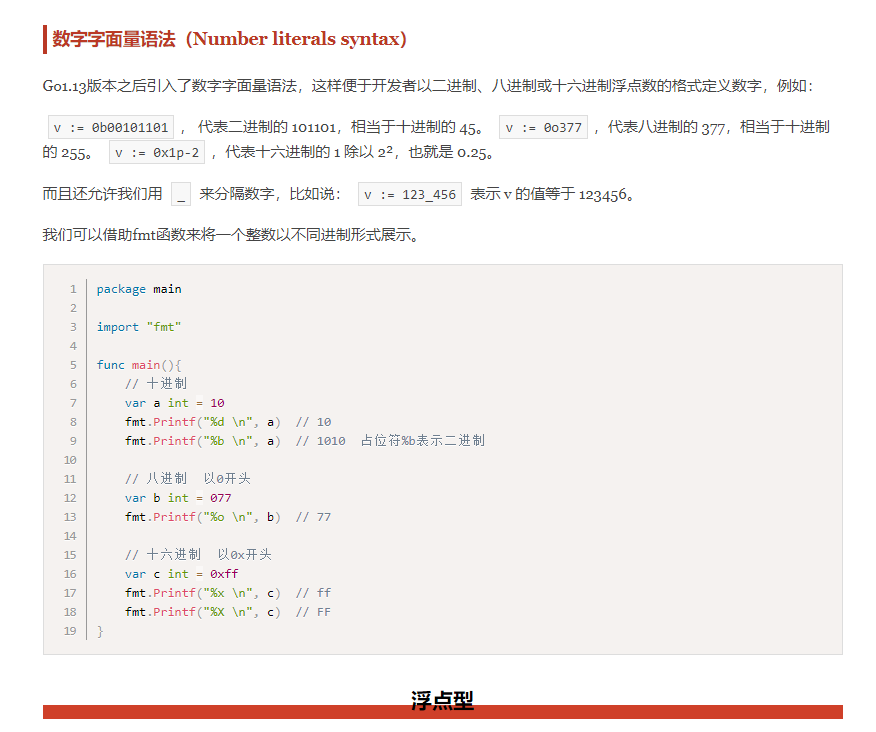 数字字面量语法（Number literals syntax）
Go1.13版本之后引入了数字字面量语法，这样便于开发者以二进制、八进制或十六进制浮点数的格式定义数字，例如：
v := 0b00101101 ， 代表二进制的 101101，相当于十进制的 45。 v := 0o377 ，代表八进制的 377，相当于十进制
的 255。 v := 0x1p-2 ，代表十六进制的 1 除以 2²，也就是 0.25。
而且还允许我们用 _ 来分隔数字，比如说： v := 123_456 表示 v 的值等于 123456。
我们可以借助fmt函数来将一个整数以不同进制形式展示。
1 package main
2
3 import "fmt"
4
5 func main(){
6 // 十进制
7 var a int = 10
8 fmt.Printf("%d \n", a) // 10
9 fmt.Printf("%b \n", a) // 1010 占位符%b表示二进制
10
11 // 八进制 以0开头
12 var b int = 077
13 fmt.Printf("%o \n", b) // 77
14
15 // 十六进制 以0x开头
16 var c int = 0xff
17 fmt.Printf("%x \n", c) // ff
18 fmt.Printf("%X \n", c) // FF
19 }
浮点型